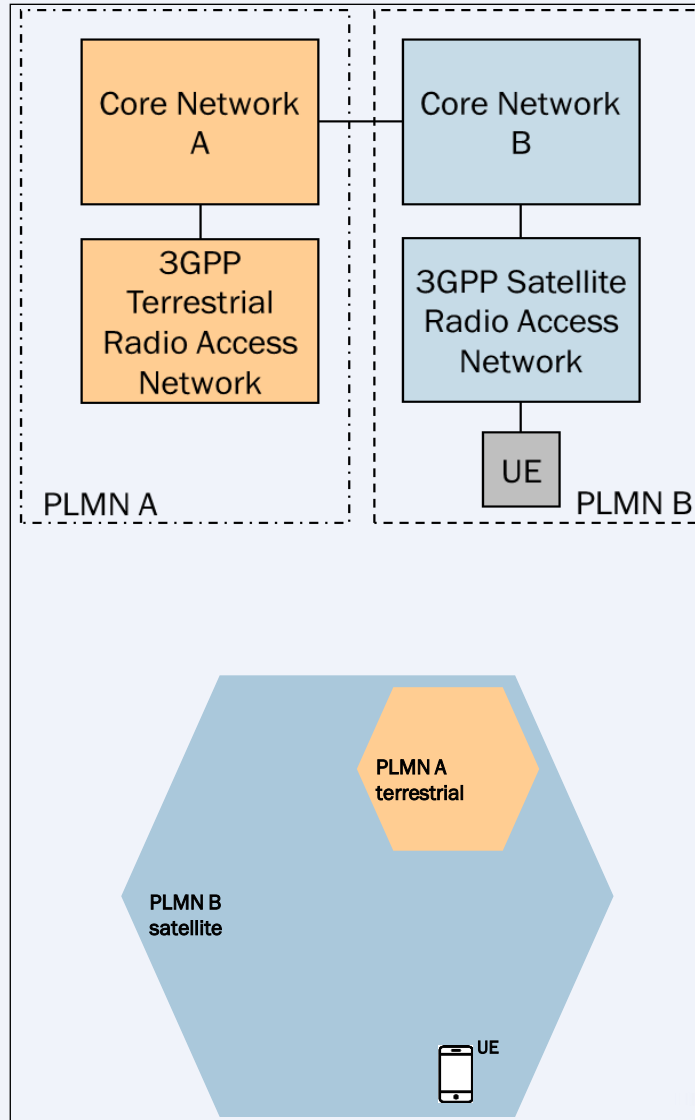 Core Network
A
Core Network
B
3GPP
Terrestrial
Radio Access
Network
3GPP Satellite
Radio Access
Network
UE
PLMN A
PLMN B
PLMN A
terrestrial
PLMN B
satellite
UE